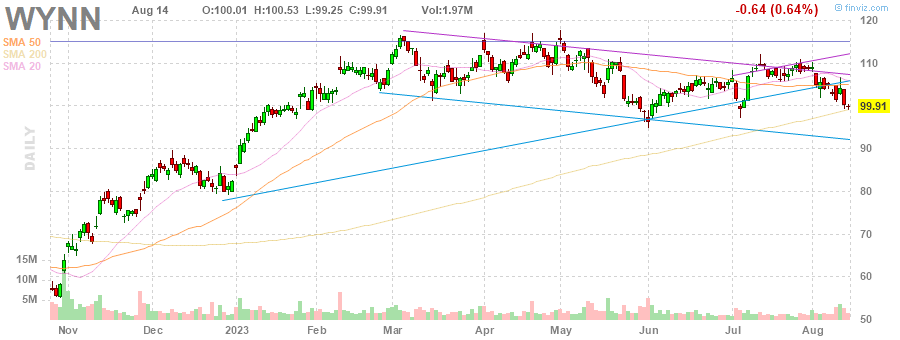 WYNN Aug 14 O:100.01 H:100.53 L:99.25 C:99.91 Vol:1.97M -0.64 (0.64%) © finviz.com
120
SMA 50
SMA 200
SMA 20
110
99.91
DAILY
90
80
70
15M
60
10M
5M
50
Nov Dec 2023 Feb Mar Apr May Jun Jul Aug